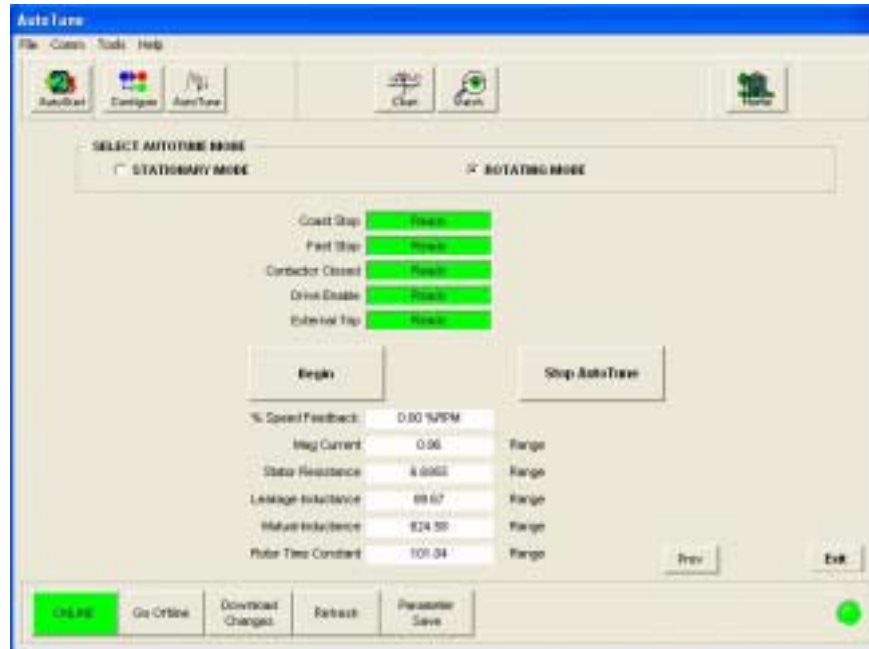 AutoTune
File Comm Tools Help
AutoStart Configure AutoTune Chart Home
SELECT AUTOTUNE MODE
STATIONARY MODE ROTATING MODE
Coast Stop Ready
Fast Stop Ready
Contactor Closed Ready
Drive Enable Ready
External Trip Ready
Begin Stop AutoTune
% Speed Feedback 0.00 %RPM
Mag Current Range
Stator Resistance Range
Leakage Inductance Range
Mutual Inductance Range
Rotor Time Constant 101.04 Range
Prev Exit
ONLINE Go Offline Download Changes Refresh Parameter Save